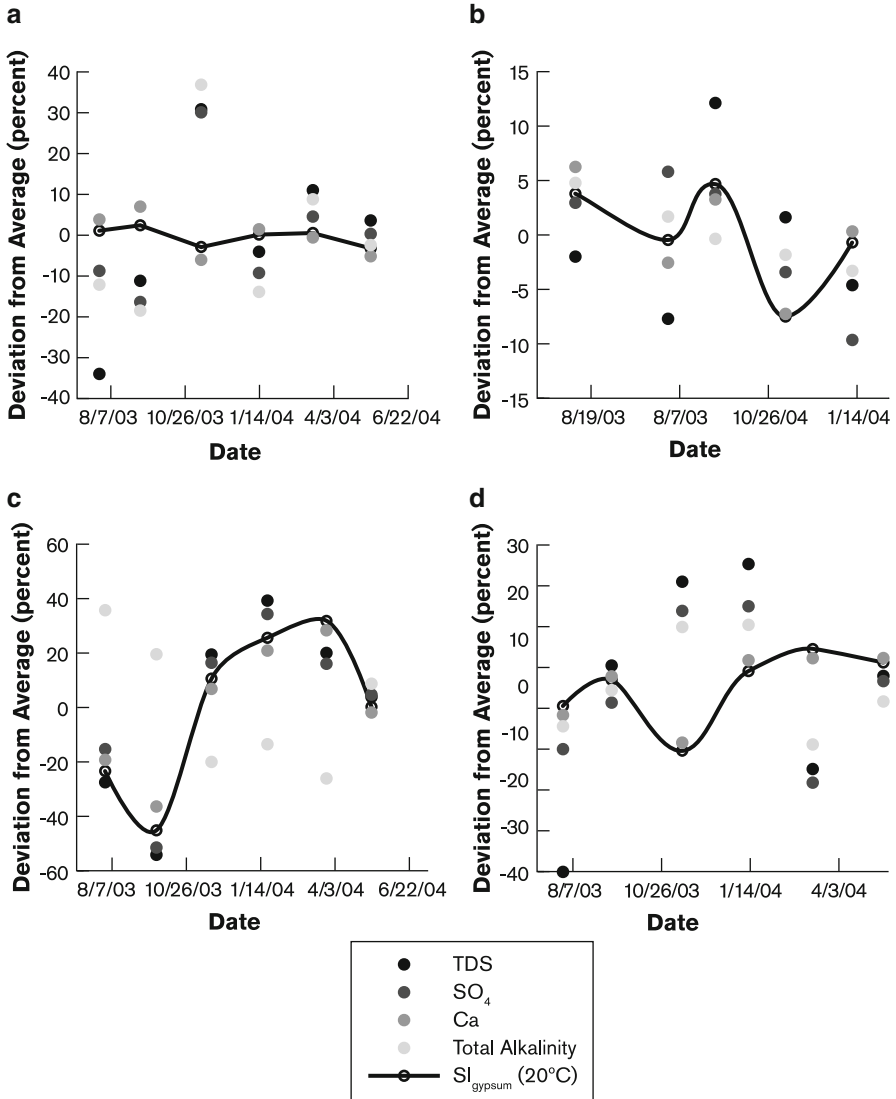 a
Deviation from Average (percent)
40
30
20
10
0
-10
-20
-30
-40
8/7/03 10/26/03 1/14/04 4/3/04 6/22/04
Date
b
Deviation from Average (percent)
15
10
5
0
-5
-10
-15
8/19/03 8/7/03 10/26/04 1/14/04
Date
c
Deviation from Average (percent)
60
40
20
0
-20
-40
-60
8/7/03 10/26/03 1/14/04 4/3/04 6/22/04
Date
d
Deviation from Average (percent)
30
20
10
0
-10
-20
-30
-40
8/7/03 10/26/03 1/14/04 4/3/04
Date
TDS
SO4
Ca
Total Alkalinity
SIgypsum (20°C)